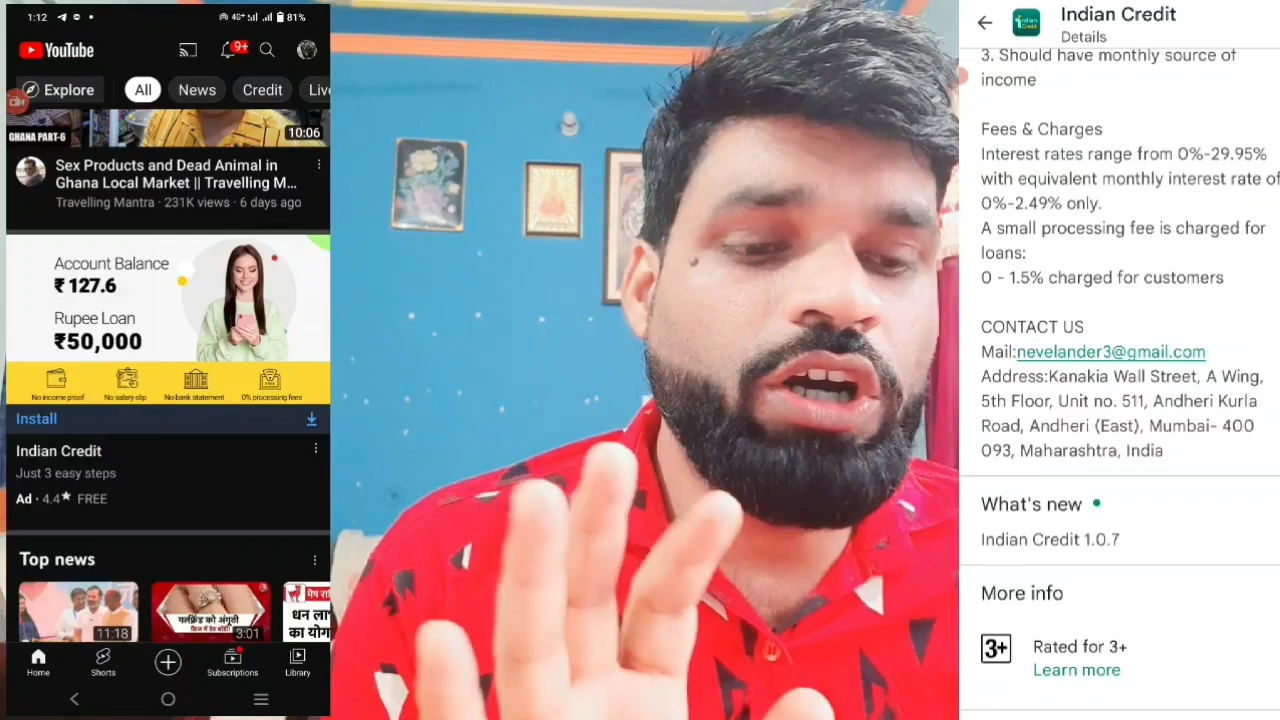 1:12
4G+
81%
YouTube
9+
Explore
All
News
Credit
Live
GHANA PART-6
10:06
Sex Products and Dead Animal in
Ghana Local Market || Travelling M...
Travelling Mantra · 231K views · 6 days ago
Account Balance
₹ 127.6
Rupee Loan
₹50,000
No income proof
No salary slip
No bank statement
0% processing fees
Install
Indian Credit
Just 3 easy steps
Ad · 4.4★ FREE
Top news
11:18
गर्लफ्रेंड को अंगूठी
3:01
मेष रा
धन ला
का योग
Home
Shorts
Subscriptions
Library
Indian Credit
Details
3. Should have monthly source of
income
Fees & Charges
Interest rates range from 0%-29.95%
with equivalent monthly interest rate of
0%-2.49% only.
A small processing fee is charged for
loans:
0 - 1.5% charged for customers
CONTACT US
Mail:nevelander3@gmail.com
Address:Kanakia Wall Street, A Wing,
5th Floor, Unit no. 511, Andheri Kurla
Road, Andheri (East), Mumbai- 400
093, Maharashtra, India
What's new
Indian Credit 1.0.7
More info
3+
Rated for 3+
Learn more